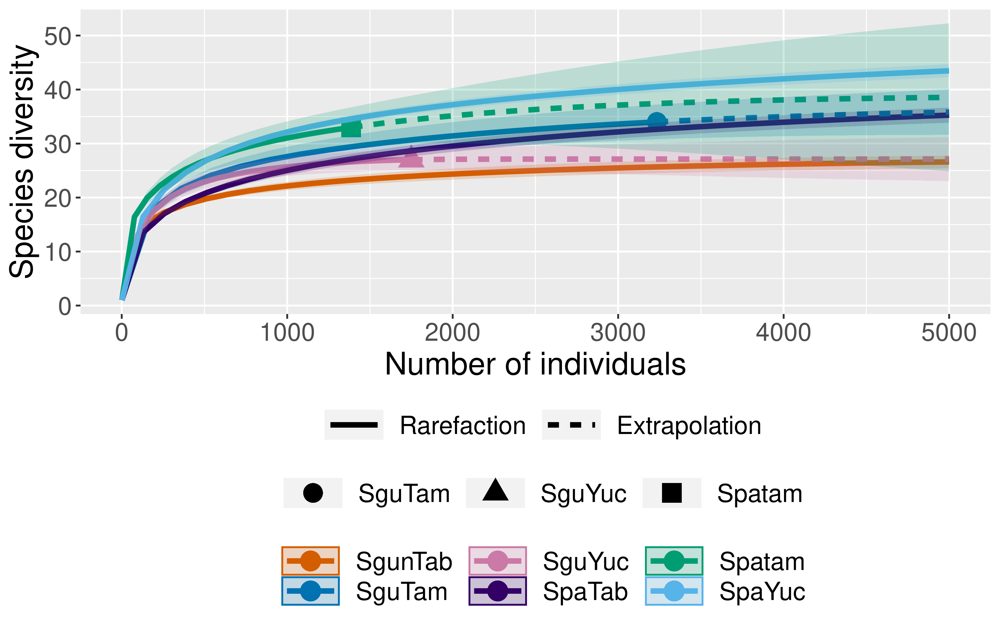 Species diversity
50
40
30
20
10
0
0 1000 2000 3000 4000 5000
Number of individuals
Rarefaction Extrapolation
SguTam SguYuc Spatam
SgunTab SguYuc Spatam
SguTam SpaTab SpaYuc